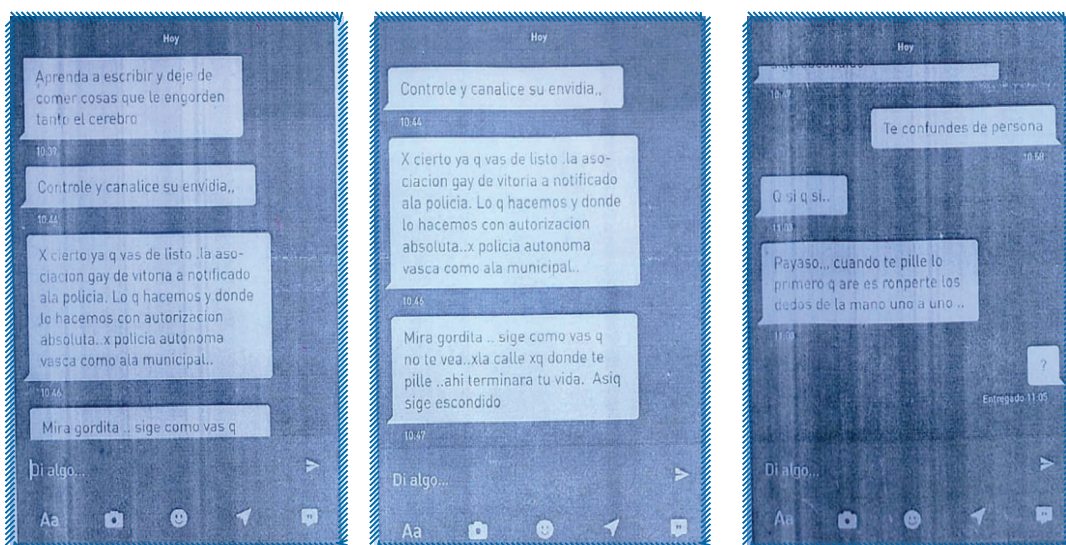 Hoy
Aprenda a escribir y deje de
comer cosas que le engorden
tanto el cerebro
10:37
Controle y canalice su envidia,,
10:44
X cierto ya q vas de listo .la aso-
ciacion gay de vitoria a notificado
ala policia. Lo q hacemos y donde
lo hacemos con autorizacion
absoluta..x policia autonoma
vasca como ala municipal..
10:46
Mira gordita .. sige como vas q
Di algo...
Aa
Hoy
Controle y canalice su envidia,,
10:44
X cierto ya q vas de listo .la aso-
ciacion gay de vitoria a notificado
ala policia. Lo q hacemos y donde
lo hacemos con autorizacion
absoluta..x policia autonoma
vasca como ala municipal..
10:46
Mira gordita .. sige como vas q
no te vea..xla calle xq donde te
pille ..ahi terminara tu vida. Asiq
sige escondido
10:47
Di algo...
Aa
Hoy
sige escondido
10:47
Te confundes de persona
10:58
Q si q si..
11:03
Payaso... cuando te pille lo
primero q are es ronperte los
dedos de la mano uno a uno ..
?
Entregado 11:05
Di algo...
Aa